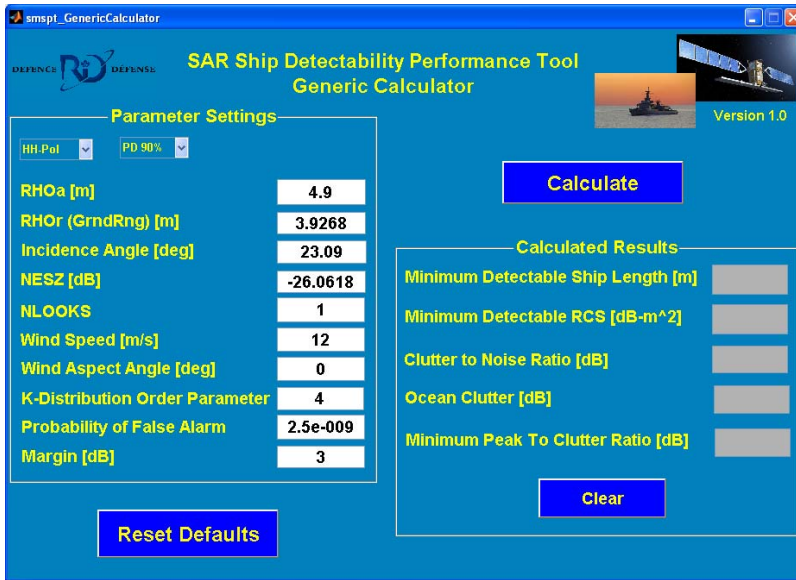 smspt_GenericCalculator
DEFENCE R&D DÉFENSE
SAR Ship Detectability Performance Tool
Generic Calculator
Version 1.0
Parameter Settings
HH-Pol
PD 90%
RHOa [m] 4.9
RHOr (GrndRng) [m] 3.9268
Incidence Angle [deg] 23.09
NESZ [dB] -26.0618
NLOOKS 1
Wind Speed [m/s] 12
Wind Aspect Angle [deg] 0
K-Distribution Order Parameter 4
Probability of False Alarm 2.5e-009
Margin [dB] 3
Reset Defaults
Calculate
Calculated Results
Minimum Detectable Ship Length [m]
Minimum Detectable RCS [dB-m^2]
Clutter to Noise Ratio [dB]
Ocean Clutter [dB]
Minimum Peak To Clutter Ratio [dB]
Clear